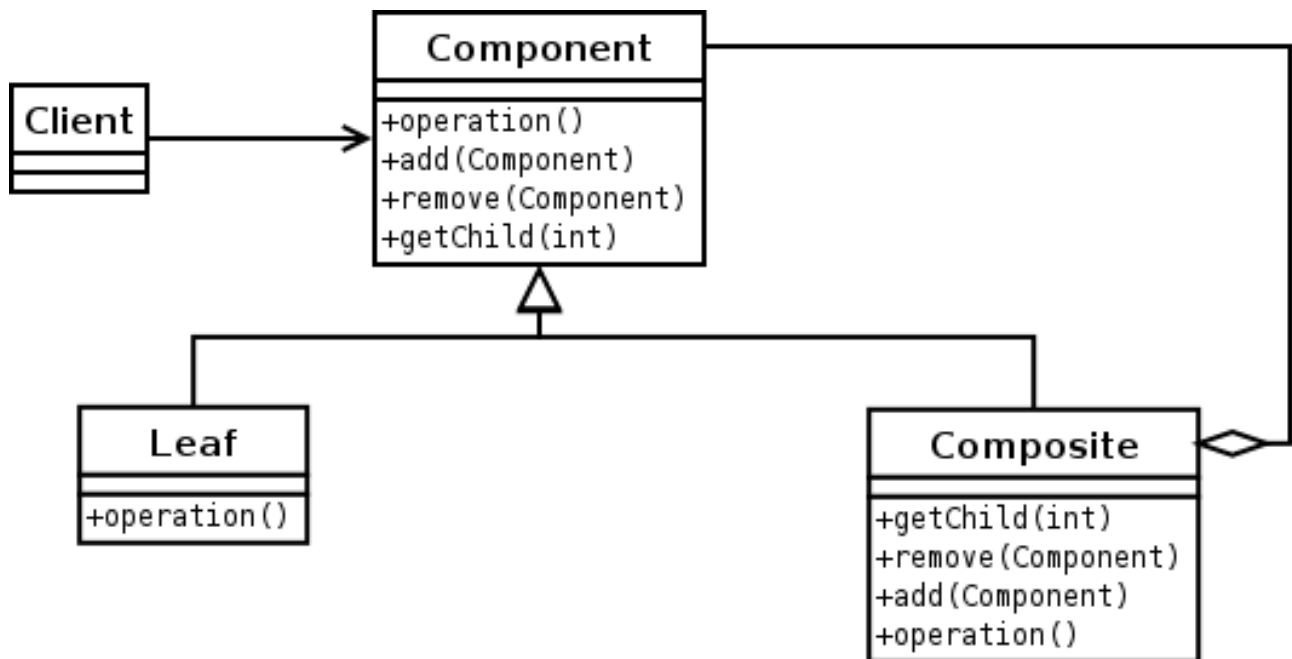 Component
+operation()
+add(Component)
+remove(Component)
+getChild(int)
Client
Leaf
+operation()
Composite
+getChild(int)
+remove(Component)
+add(Component)
+operation()